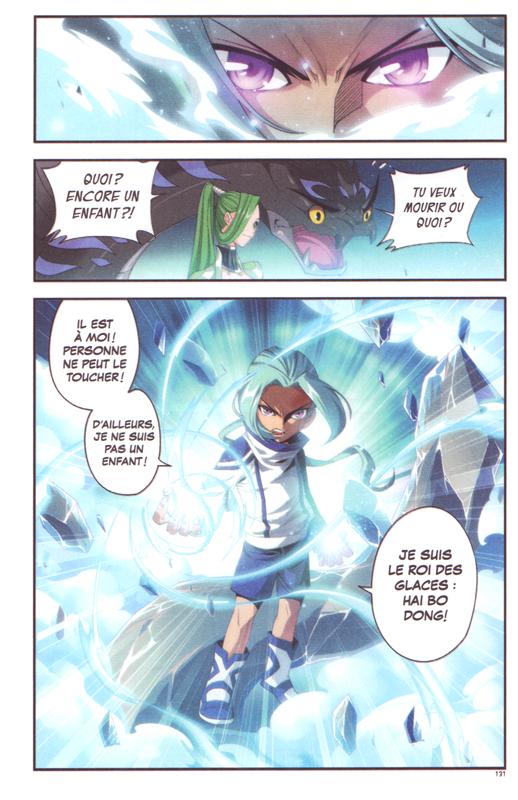 QUOI?
ENCORE UN
ENFANT?!
TU VEUX
MOURIR OU
QUOI?
IL EST
À MOI!
PERSONNE
NE PEUT LE
TOUCHER!
D'AILLEURS,
JE NE SUIS
PAS UN
ENFANT!
JE SUIS
LE ROI DES
GLACES :
HAI BO
DONG!
131